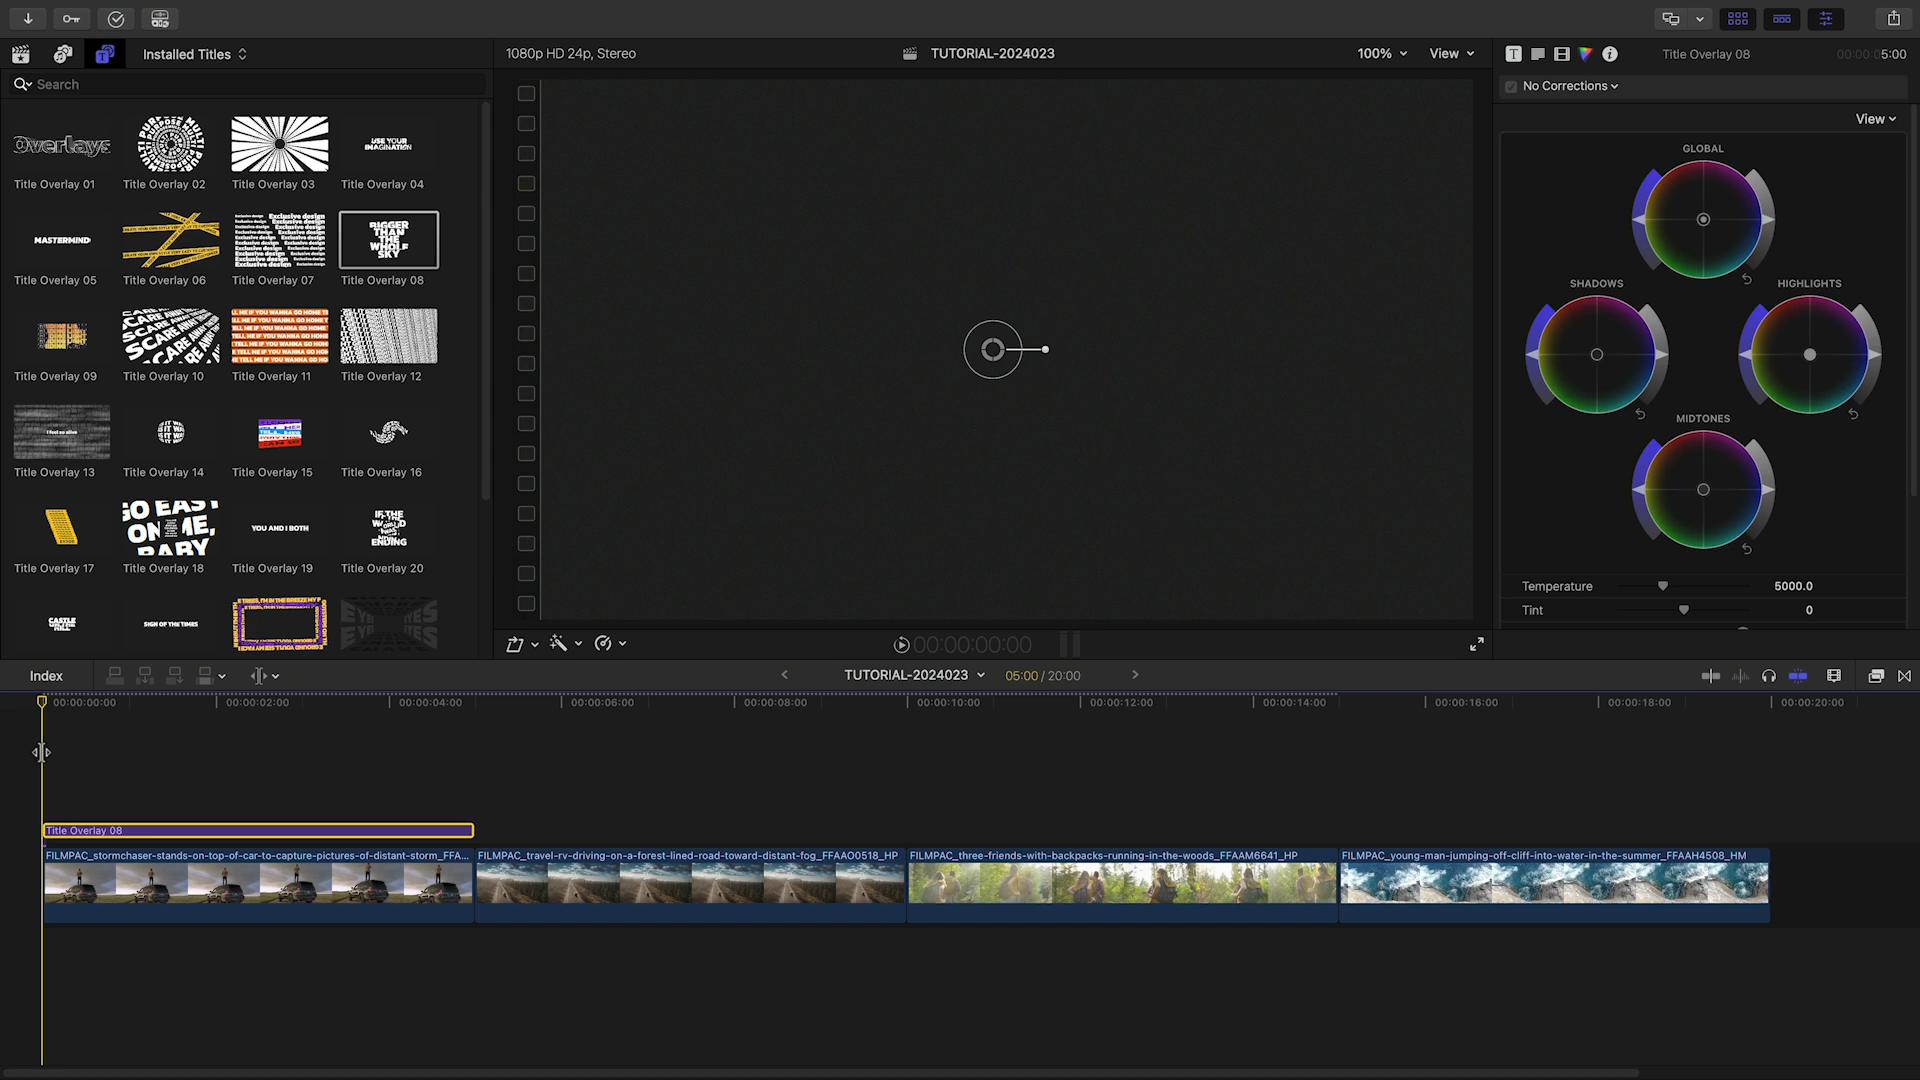 Installed Titles
1080p HD 24p, Stereo
TUTORIAL-2024023
100%
View
Title Overlay 08
00:00:05:00
Search
No Corrections
View
Overlays
USE YOUR
IMAGINATION
Title Overlay 01
Title Overlay 02
Title Overlay 03
Title Overlay 04
MASTERMIND
Exclusive design
BIGGER
THAN
THE
WHOLE
SKY
Title Overlay 05
Title Overlay 06
Title Overlay 07
Title Overlay 08
Title Overlay 09
Title Overlay 10
Title Overlay 11
Title Overlay 12
I feel so alive
Title Overlay 13
Title Overlay 14
Title Overlay 15
Title Overlay 16
GO EASY
ON ME,
BABY
YOU AND I BOTH
IF THE
WORLD
WAS
ENDING
Title Overlay 17
Title Overlay 18
Title Overlay 19
Title Overlay 20
CASTLE
ON THE
HILL
SIGN OF THE TIMES
GLOBAL
SHADOWS
HIGHLIGHTS
MIDTONES
Temperature
5000.0
Tint
0
00:00:00:00
Index
TUTORIAL-2024023
05:00 / 20:00
00:00:00:00
00:00:02:00
00:00:04:00
00:00:06:00
00:00:08:00
00:00:10:00
00:00:12:00
00:00:14:00
00:00:16:00
00:00:18:00
00:00:20:00
Title Overlay 08
FILMPAC_stormchaser-stands-on-top-of-car-to-capture-pictures-of-distant-storm_FFA...
FILMPAC_travel-rv-driving-on-a-forest-lined-road-toward-distant-fog_FFAAO0518_HP
FILMPAC_three-friends-with-backpacks-running-in-the-woods_FFAAM6641_HP
FILMPAC_young-man-jumping-off-cliff-into-water-in-the-summer_FFAAH4508_HM